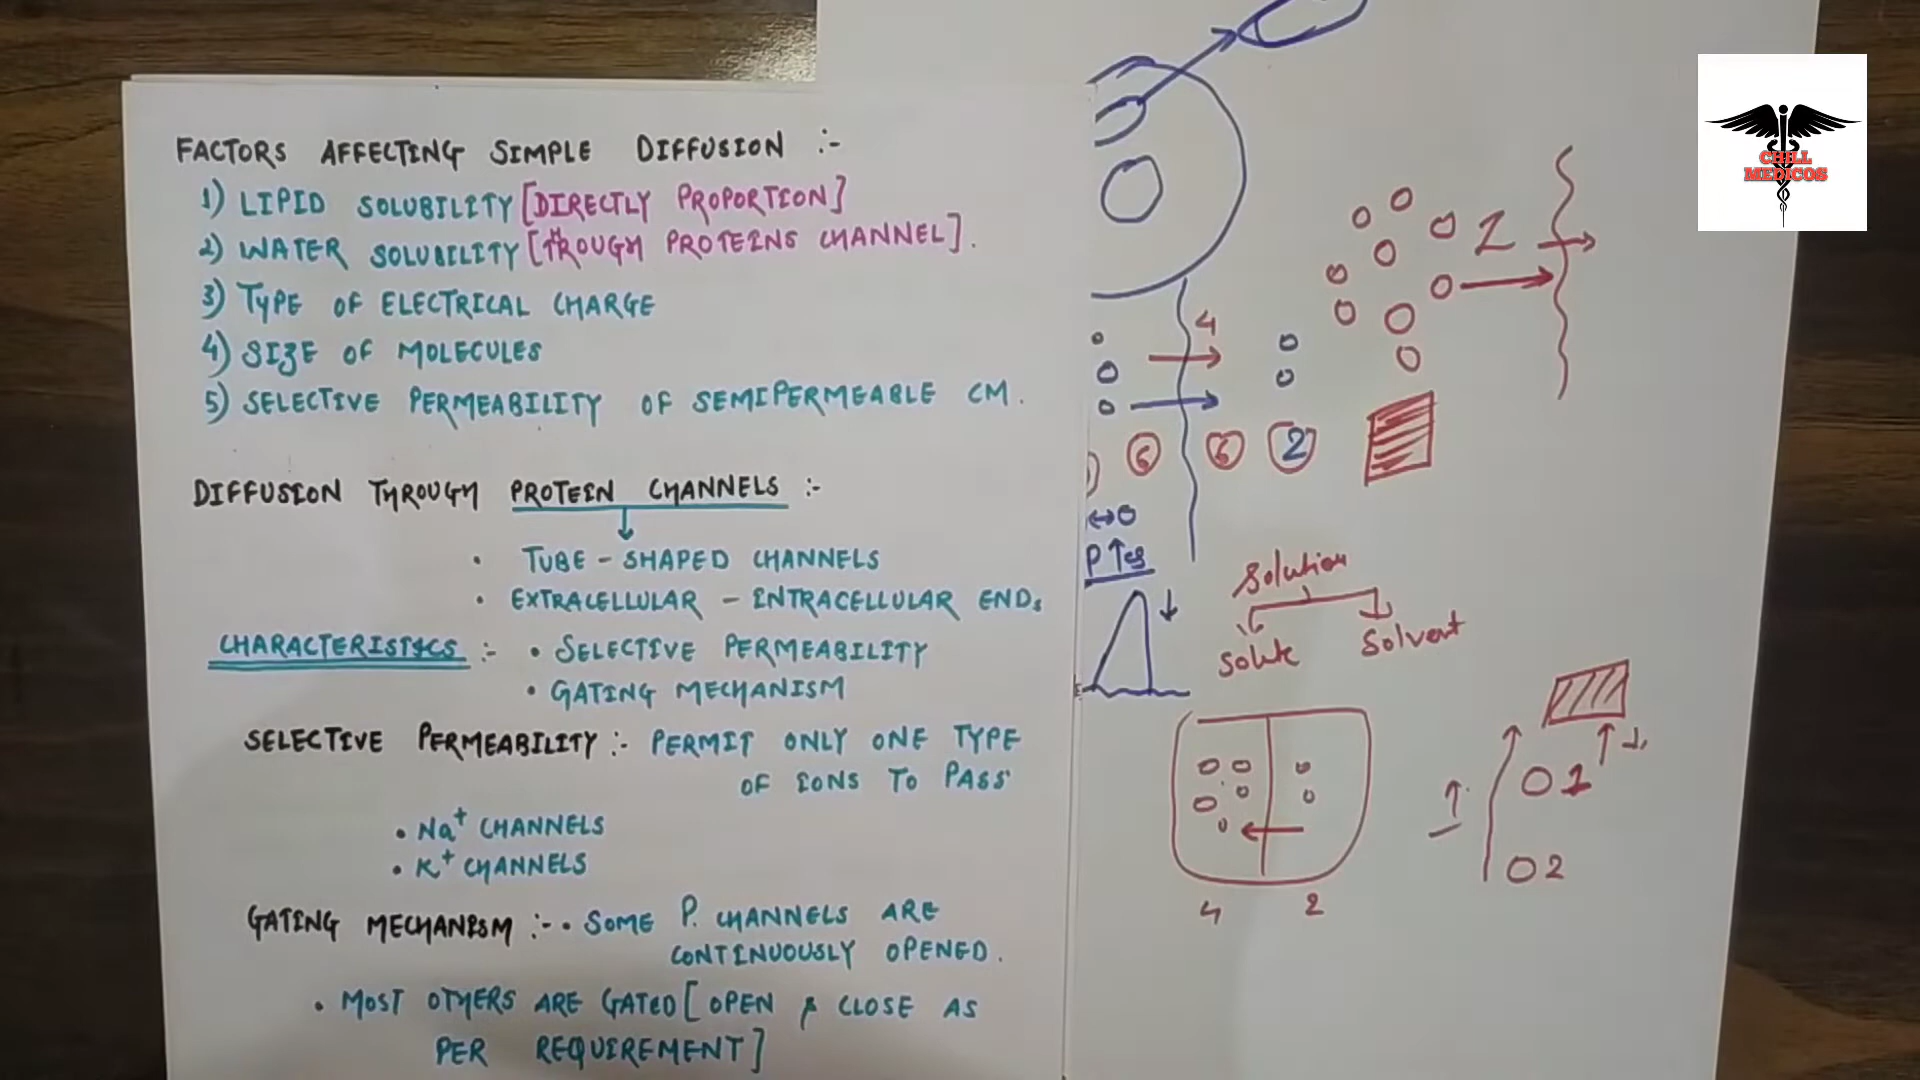 FACTORS AFFECTING SIMPLE DIFFUSION :-
1) LIPID SOLUBILITY [DIRECTLY PROPORTION]
2) WATER SOLUBILITY [THROUGH PROTEINS CHANNEL].
3) TYPE OF ELECTRICAL CHARGE
4) SIZE OF MOLECULES
5) SELECTIVE PERMEABILITY OF SEMIPERMEABLE CM.
DIFFUSION THROUGH PROTEIN CHANNELS :-
• TUBE - SHAPED CHANNELS
• EXTRACELLULAR - INTRACELLULAR ENDs
CHARACTERISTICS :- • SELECTIVE PERMEABILITY
• GATING MECHANISM
SELECTIVE PERMEABILITY :- PERMIT ONLY ONE TYPE
OF IONS TO PASS
• Na+ CHANNELS
• K+ CHANNELS
GATING MECHANISM :- • SOME P. CHANNELS ARE
CONTINUOUSLY OPENED.
• MOST OTHERS ARE GATED [OPEN & CLOSE AS
PER REQUIREMENT]
4
6 6 2
Solution
Solute Solvent
1
2
4 2
CHILL
MEDICOS